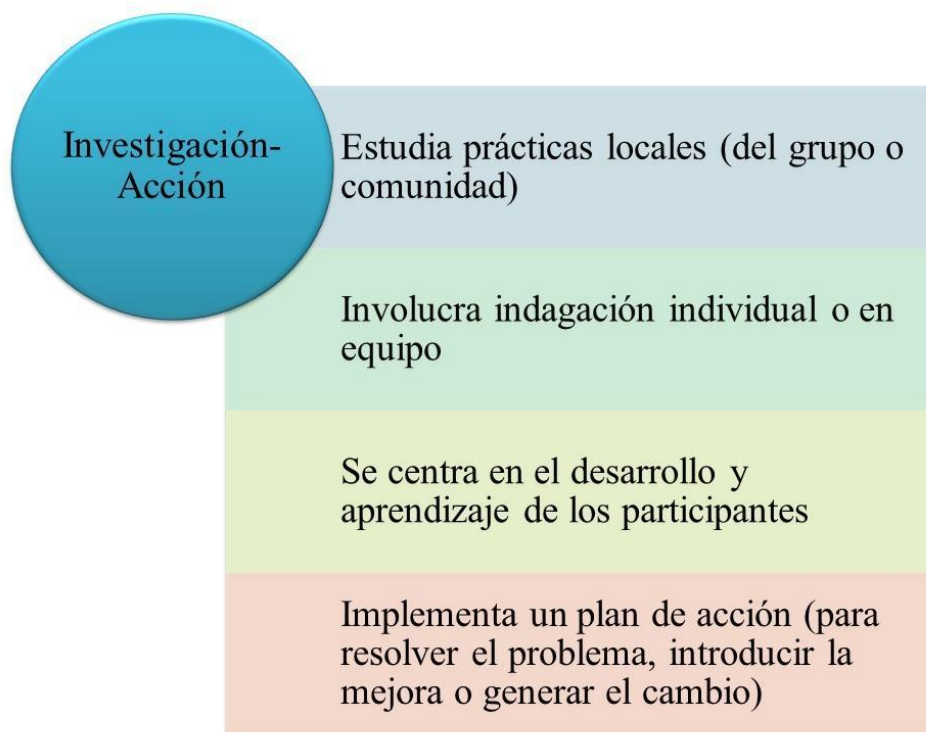 Investigación-
Acción
Estudia prácticas locales (del grupo o
comunidad)
Involucra indagación individual o en
equipo
Se centra en el desarrollo y
aprendizaje de los participantes
Implementa un plan de acción (para
resolver el problema, introducir la
mejora o generar el cambio)